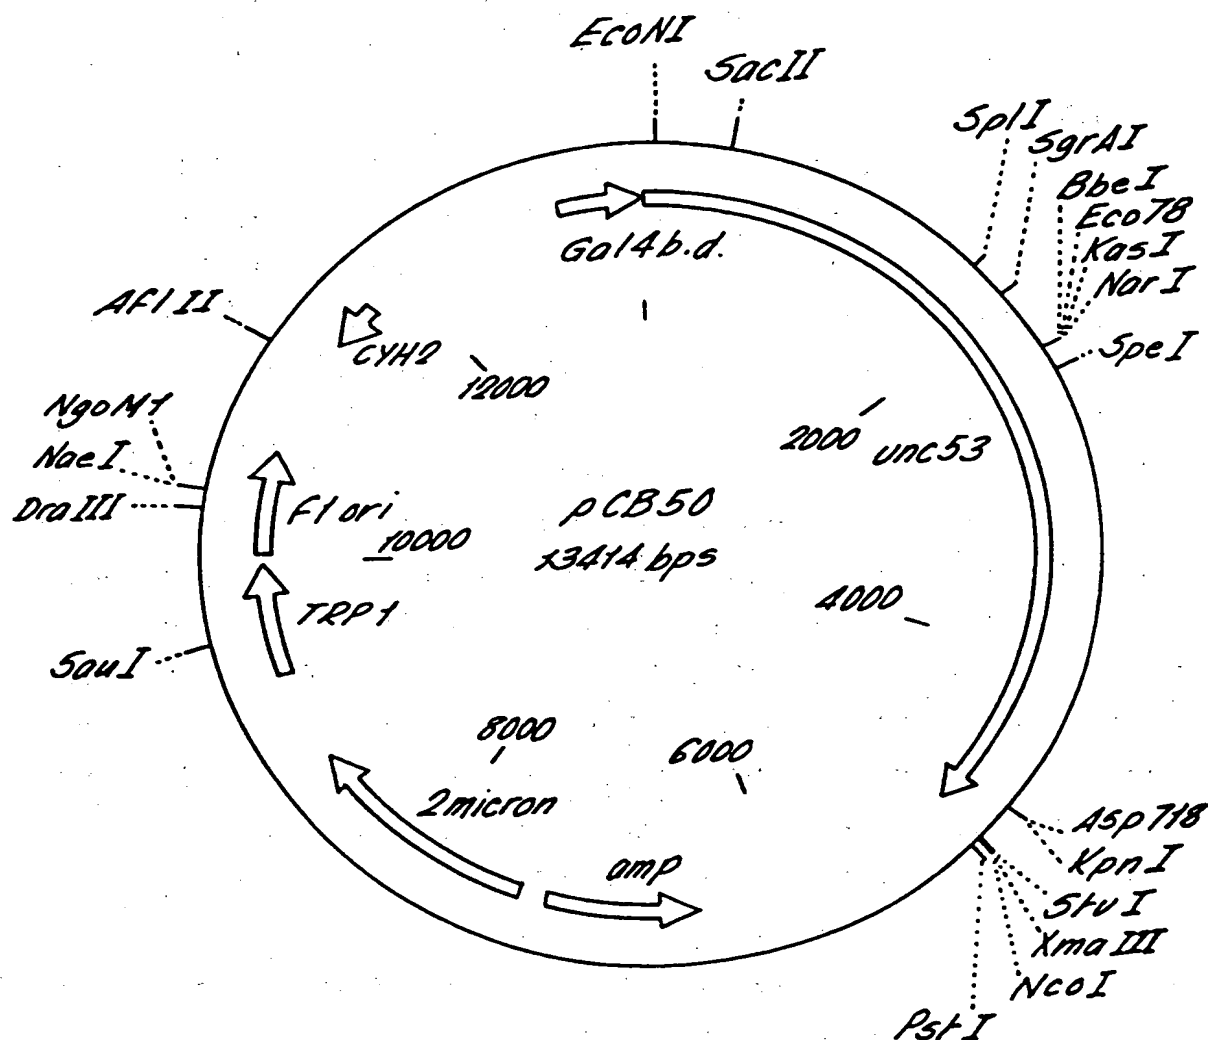 EcoNI
SacII
SplI
SgrAI
BbeI
Eco78
KasI
NarI
SpeI
AflII
NgoM1
NaeI
DraIII
SauI
Gal4b.d.
CYH2
12000
2000
unc53
F1 ori
10000
pCB50
13414 bps
4000
TRP1
8000
6000
2micron
amp
Asp718
KpnI
StuI
XmaIII
NcoI
PstI